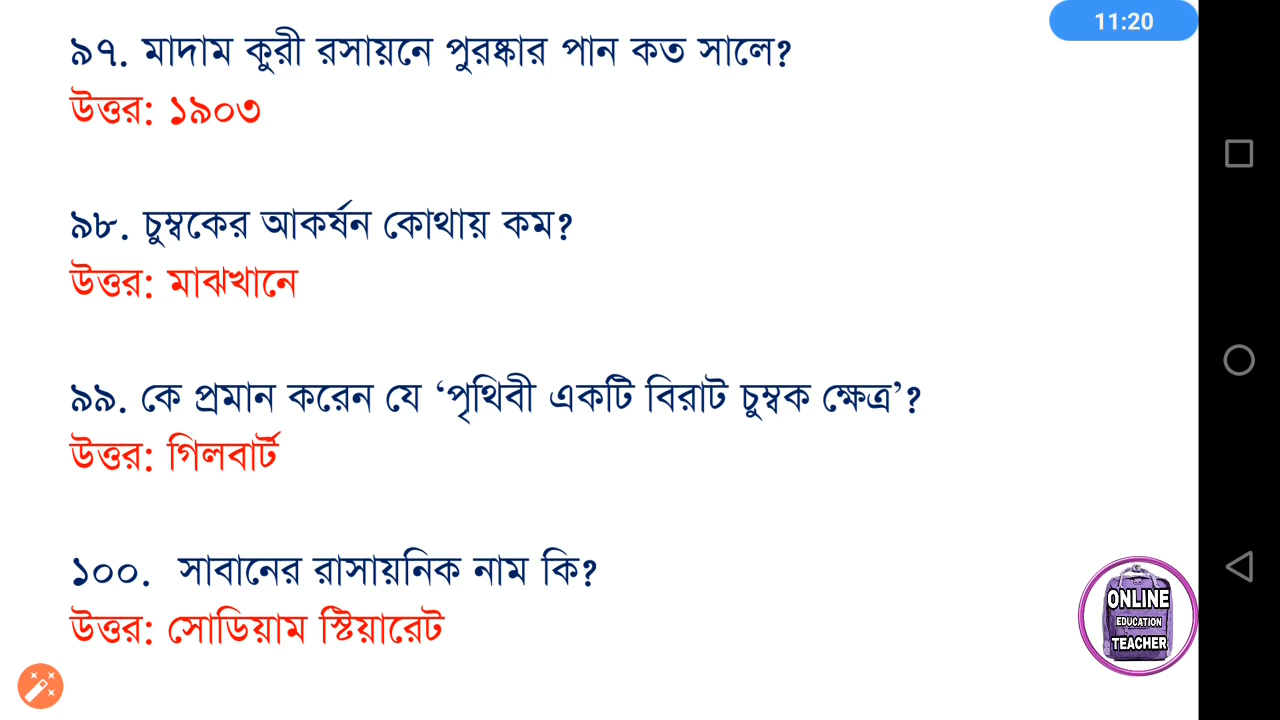 11:20
৯৭. মাদাম কুরী রসায়নে পুরষ্কার পান কত সালে?
উত্তর: ১৯০৩
৯৮. চুম্বকের আকর্ষন কোথায় কম?
উত্তর: মাঝখানে
৯৯. কে প্রমান করেন যে ‘পৃথিবী একটি বিরাট চুম্বক ক্ষেত্র’?
উত্তর: গিলবার্ট
১০০. সাবানের রাসায়নিক নাম কি?
উত্তর: সোডিয়াম স্টিয়ারেট
ONLINE
EDUCATION
TEACHER